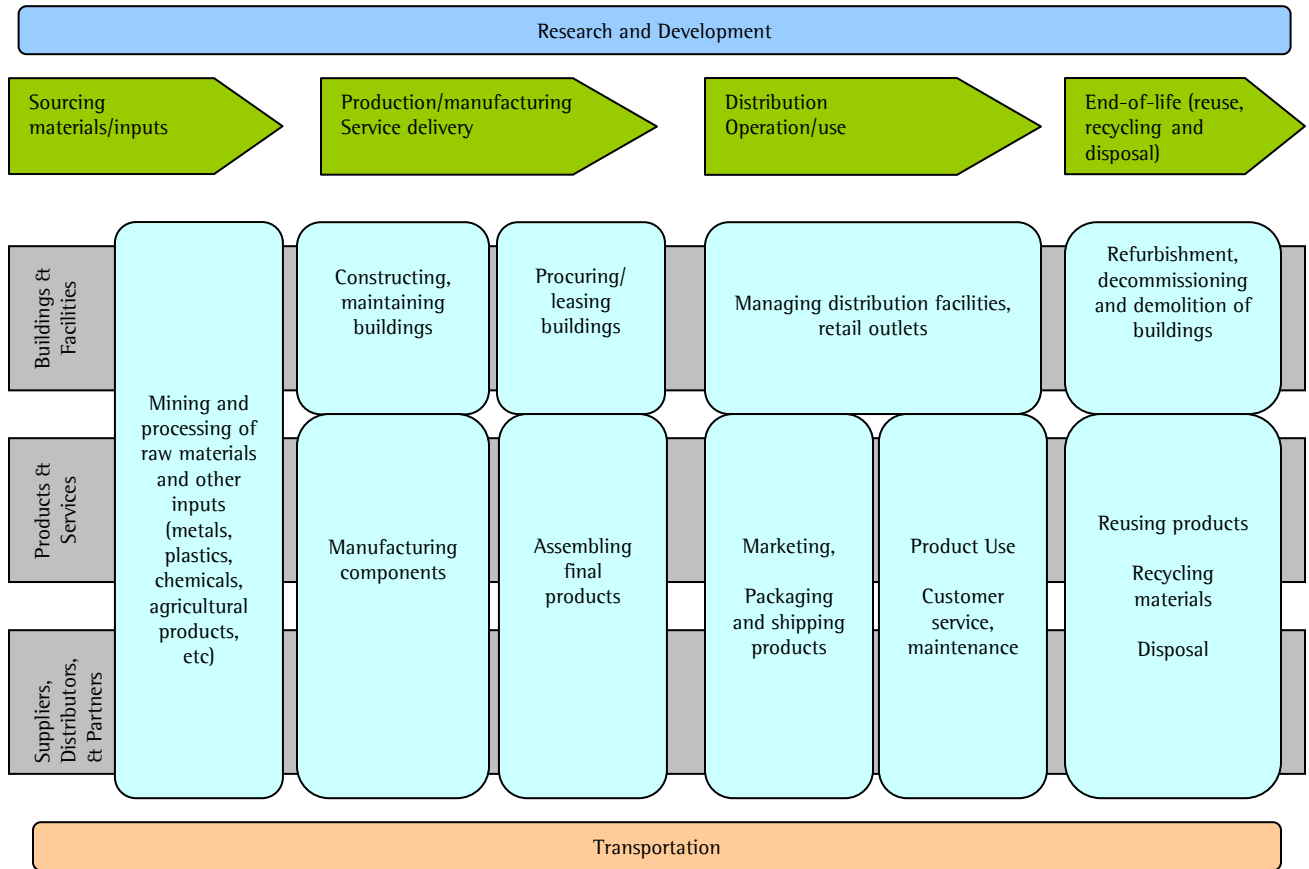 Research and Development
Sourcing
materials/inputs
Production/manufacturing
Service delivery
Distribution
Operation/use
End-of-life (reuse,
recycling and
disposal)
Buildings &
Facilities
Products &
Services
Suppliers,
Distributors,
& Partners
Mining and
processing of
raw materials
and other
inputs
(metals,
plastics,
chemicals,
agricultural
products,
etc)
Constructing,
maintaining
buildings
Procuring/
leasing
buildings
Managing distribution facilities,
retail outlets
Refurbishment,
decommissioning
and demolition of
buildings
Manufacturing
components
Assembling
final
products
Marketing,
Packaging
and shipping
products
Product Use
Customer
service,
maintenance
Reusing products
Recycling
materials
Disposal
Transportation